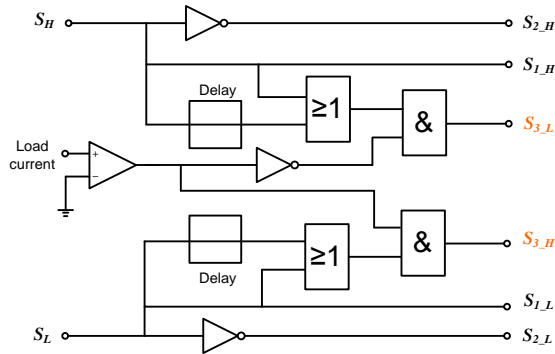 S_H
S_2_H
S_1_H
Delay
≥1
&
S_3_L
Load
current
+
−
&
S_3_H
≥1
Delay
S_1_L
S_L
S_2_L